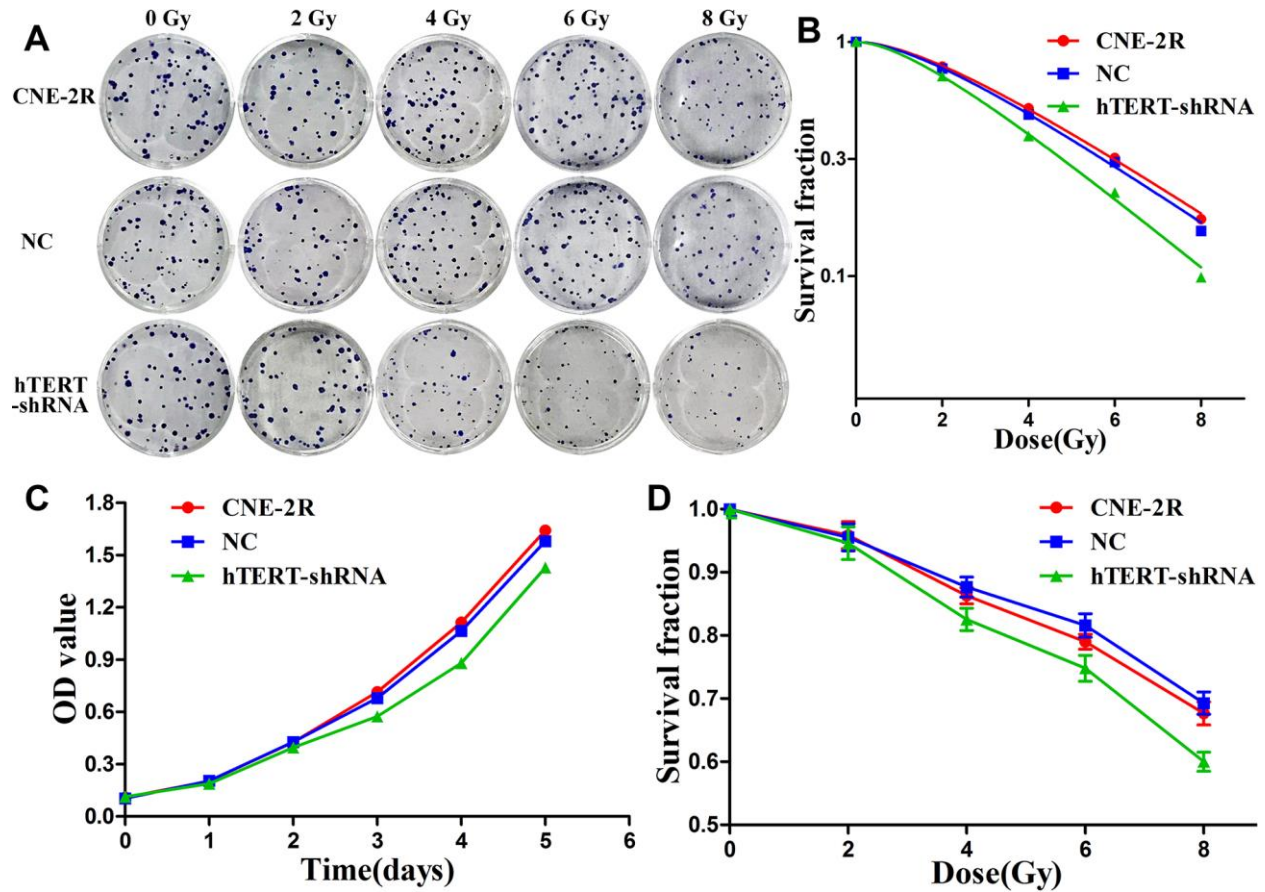 A
0 Gy 2 Gy 4 Gy 6 Gy 8 Gy
CNE-2R
NC
hTERT
-shRNA
B
CNE-2R
NC
hTERT-shRNA
Survival fraction
1
0.3
0.1
0 2 4 6 8
Dose(Gy)
C
CNE-2R
NC
hTERT-shRNA
OD value
1.8
1.5
1.2
0.9
0.6
0.3
0.0
0 1 2 3 4 5 6
Time(days)
D
CNE-2R
NC
hTERT-shRNA
Survival fraction
1.0
0.9
0.8
0.7
0.6
0.5
0 2 4 6 8
Dose(Gy)